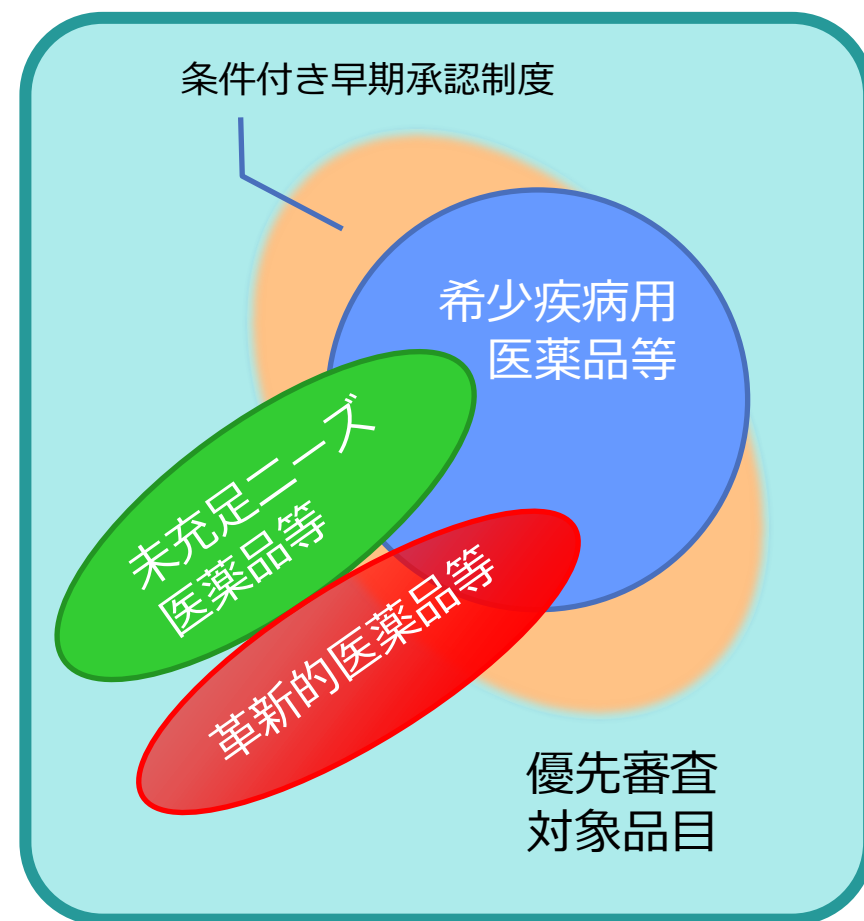 条件付き早期承認制度
希少疾病用
医薬品等
未充足ニーズ
医薬品等
革新的医薬品等
優先審査
対象品目